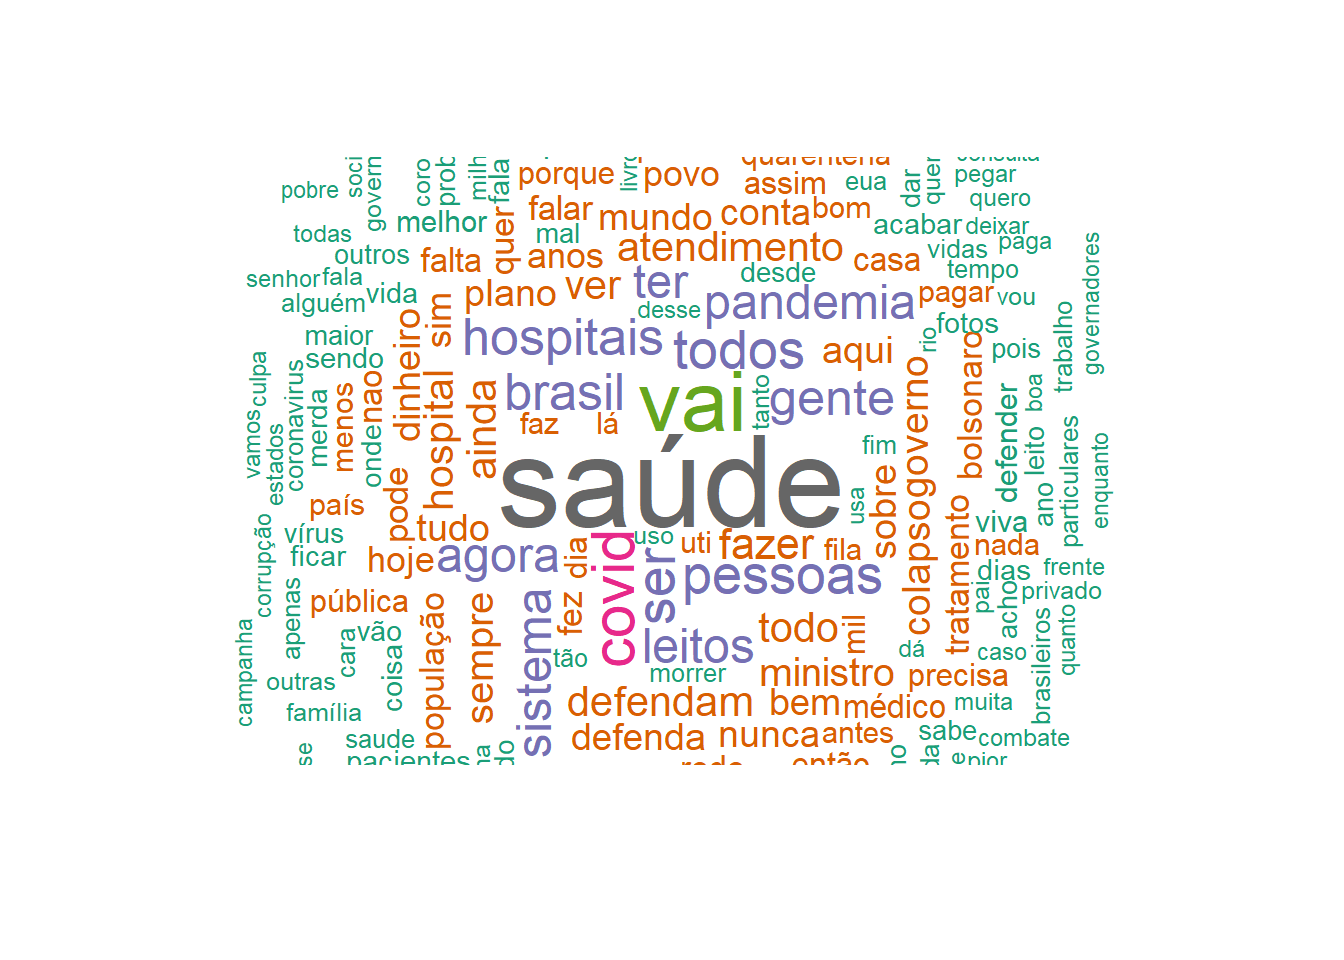 saúde
vai
covid
brasil
hospitais
todos
pandemia
gente
ter
ser
pessoas
leitos
sistema
agora
porque
povo
quarentena
assim
falar
mundo
conta
bom
quer
anos
atendimento
casa
falta
plano
ver
pagar
aqui
sim
dinheiro
hospital
ainda
nao
menos
faz
lá
pode
tudo
país
hoje
dia
uti
fazer
fila
sobre
governo
colapso
bolsonaro
tratamento
nada
pública
população
sempre
fez
todo
mil
ministro
precisa
defendam
bem
médico
defenda
nunca
antes
então
pobre
soci
govern
coro
prob
milh
fala
livro
eua
dar
quer
consulta
pegar
quero
todas
melhor
mal
acabar
deixar
outros
desde
vidas
paga
tempo
senhor
fala
alguém
vida
desse
vou
fotos
rio
governadores
trabalho
maior
sendo
pois
culpa
vamos
coronavirus
estados
merda
onde
tanto
fim
usa
uso
defender
leito
boa
ano
particulares
enquanto
viva
vírus
ficar
corrupção
apenas
campanha
cara
vão
coisa
outras
família
tão
morrer
dá
dias
pai
acho
frente
privado
caso
brasileiros
quanto
muita
sabe
combate
saude
pacientes
se
na
do
no
da
e
pior